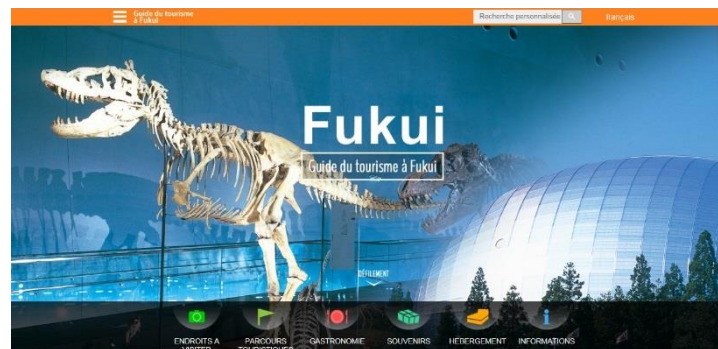 Guide du tourisme
à Fukui
Recherche personnalisée
français
Fukui
Guide du tourisme à Fukui
DÉFILEMENT
ENDROITS A
VISITER
PARCOURS
TOURISTIQUES
GASTRONOMIE
SOUVENIRS
HÉBERGEMENT
INFORMATIONS